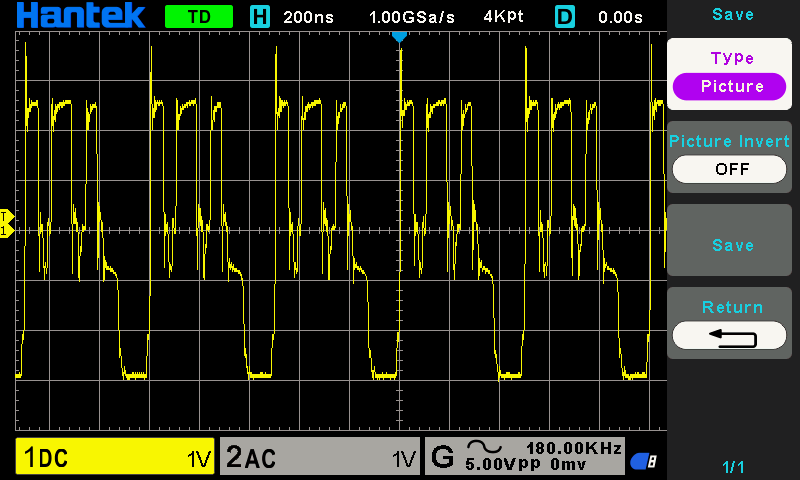 Hantek TD H 200ns 1.00GSa/s 4Kpt D 0.00s
Save
Type
Picture
Picture Invert
OFF
Save
Return
T
1
1DC 1V 2AC 1V G 180.00KHz
5.00Vpp 0mv
8
1/1